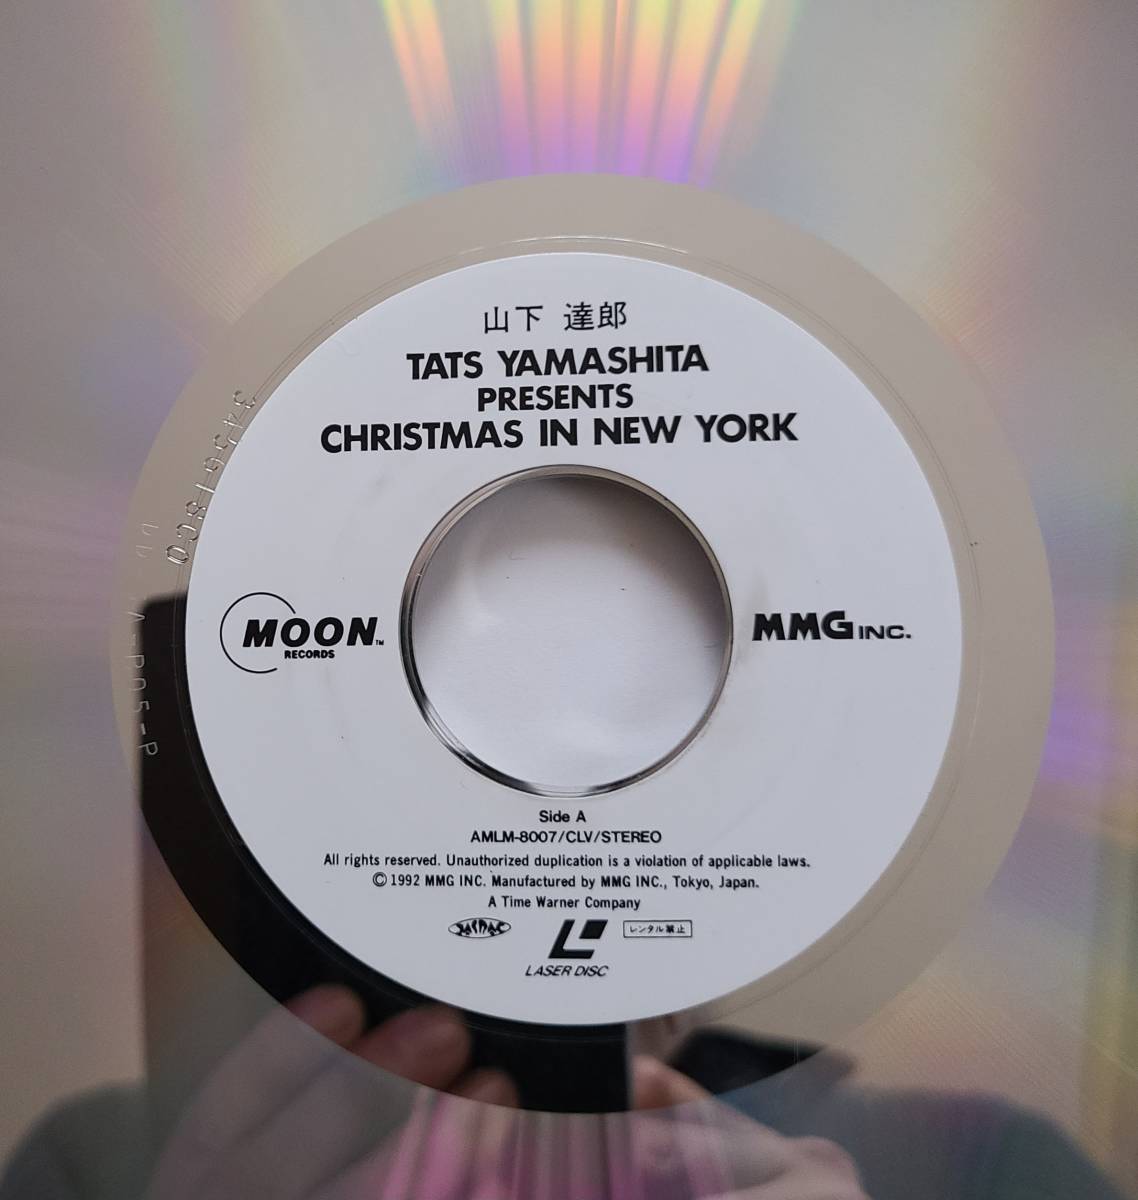 山下 達郎
TATS YAMASHITA
PRESENTS
CHRISTMAS IN NEW YORK
MOON™
RECORDS
MMG INC.
Side A
AMLM-8007/CLV/STEREO
All rights reserved. Unauthorized duplication is a violation of applicable laws.
© 1992 MMG INC. Manufactured by MMG INC., Tokyo, Japan.
A Time Warner Company
JASRAC
レンタル禁止
LASER DISC